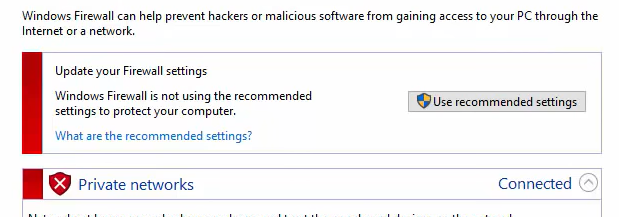 Windows Firewall can help prevent hackers or malicious software from gaining access to your PC through the
Internet or a network.
Update your Firewall settings
Windows Firewall is not using the recommended
settings to protect your computer.
Use recommended settings
What are the recommended settings?
Private networks
Connected